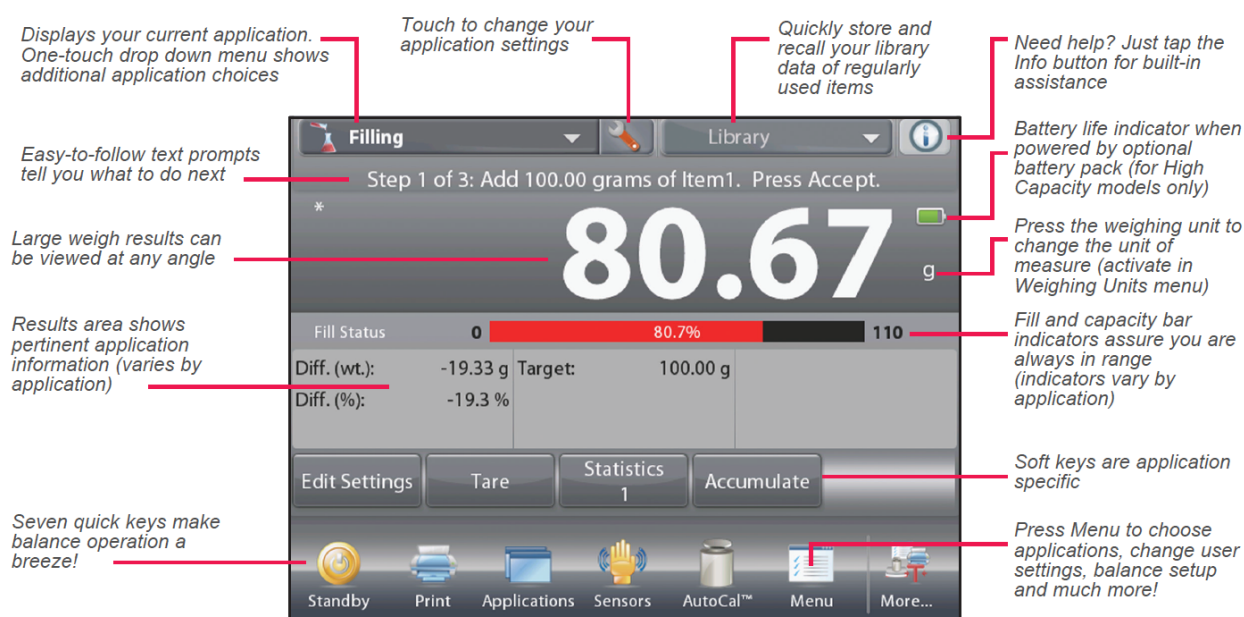 Displays your current application.
One-touch drop down menu shows
additional application choices
Touch to change your
application settings
Quickly store and
recall your library
data of regularly
used items
Need help? Just tap the
Info button for built-in
assistance
Filling
Library
Easy-to-follow text prompts
tell you what to do next
Step 1 of 3: Add 100.00 grams of Item1. Press Accept.
Battery life indicator when
powered by optional
battery pack (for High
Capacity models only)
*
80.67
g
Large weigh results can
be viewed at any angle
Press the weighing unit to
change the unit of
measure (activate in
Weighing Units menu)
Fill Status 0 80.7% 110
Results area shows
pertinent application
information (varies by
application)
Fill and capacity bar
indicators assure you are
always in range
(indicators vary by
application)
Diff. (wt.): -19.33 g Target: 100.00 g
Diff. (%): -19.3 %
Edit Settings
Tare
Statistics
1
Accumulate
Soft keys are application
specific
Seven quick keys make
balance operation a
breeze!
Press Menu to choose
applications, change user
settings, balance setup
and much more!
Standby Print Applications Sensors AutoCal™ Menu More...